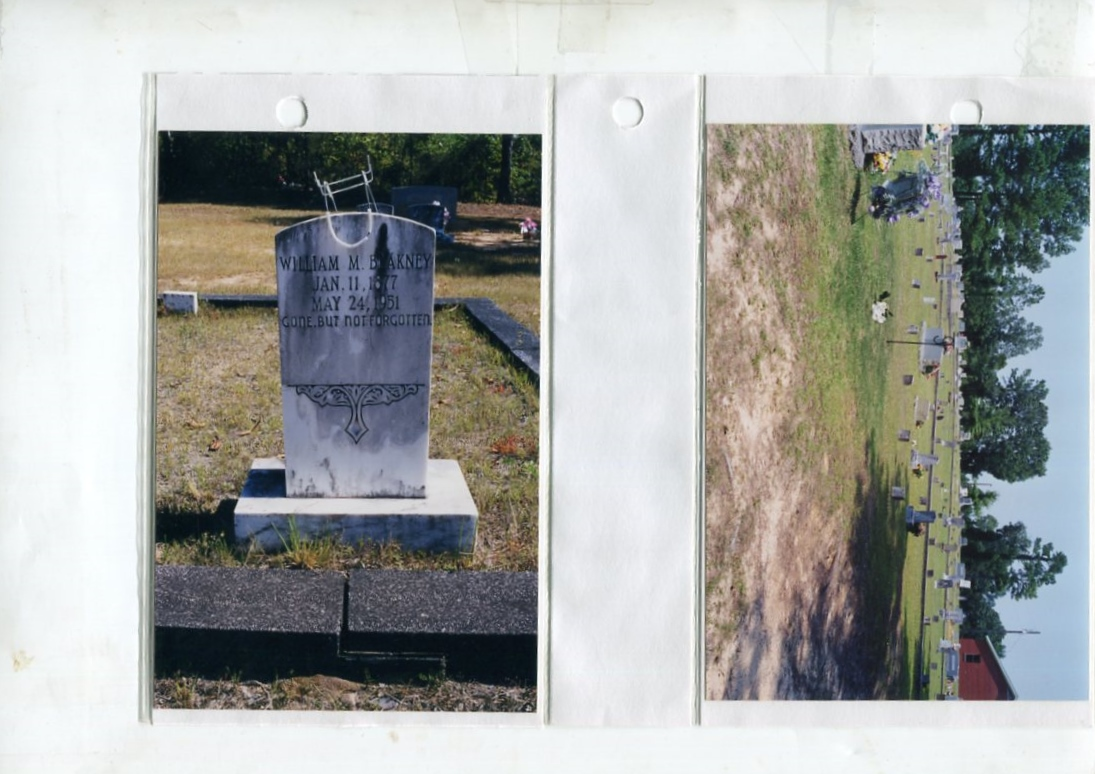 WILLIAM M. BLAKNEY
JAN. 11, 1877
MAY 24, 1951
GONE, BUT NOT FORGOTTEN